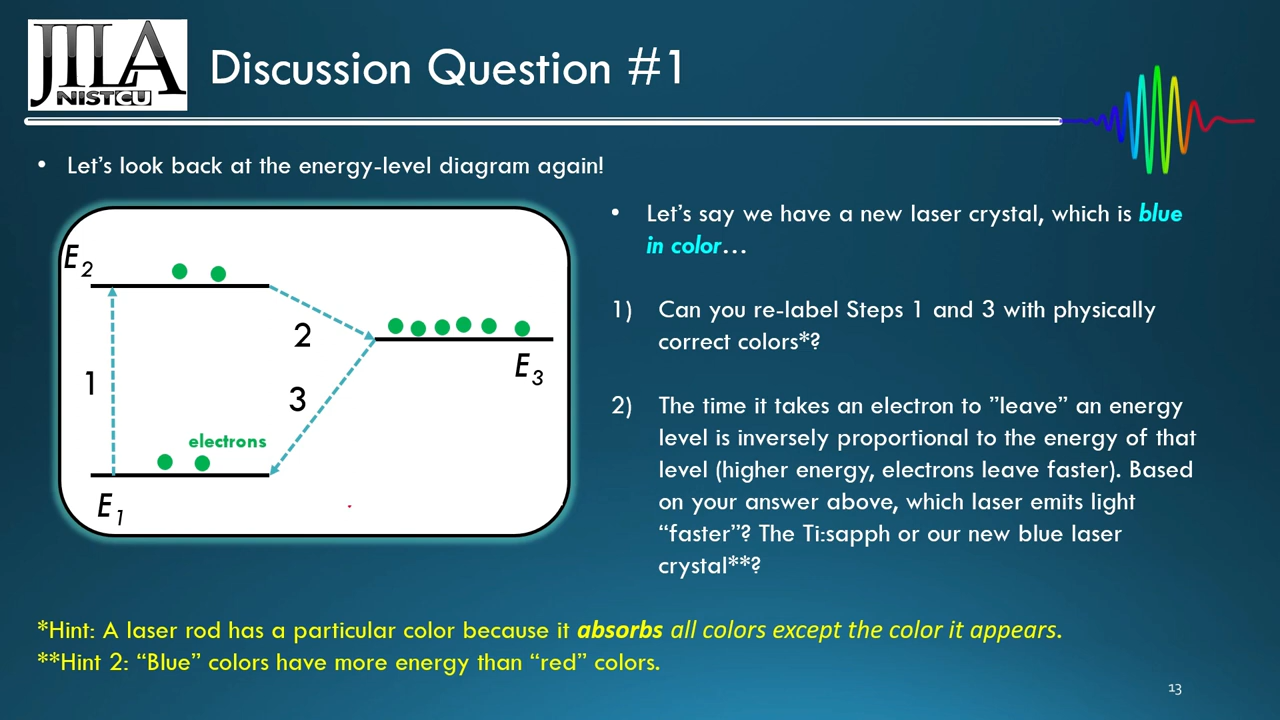 JILA
NIST CU
Discussion Question #1
• Let's look back at the energy-level diagram again!
E2
2
E3
1
3
electrons
E1
• Let's say we have a new laser crystal, which is blue
in color…
1) Can you re-label Steps 1 and 3 with physically
correct colors*?
2) The time it takes an electron to ”leave” an energy
level is inversely proportional to the energy of that
level (higher energy, electrons leave faster). Based
on your answer above, which laser emits light
“faster”? The Ti:sapph or our new blue laser
crystal**?
*Hint: A laser rod has a particular color because it absorbs all colors except the color it appears.
**Hint 2: “Blue” colors have more energy than “red” colors.
13